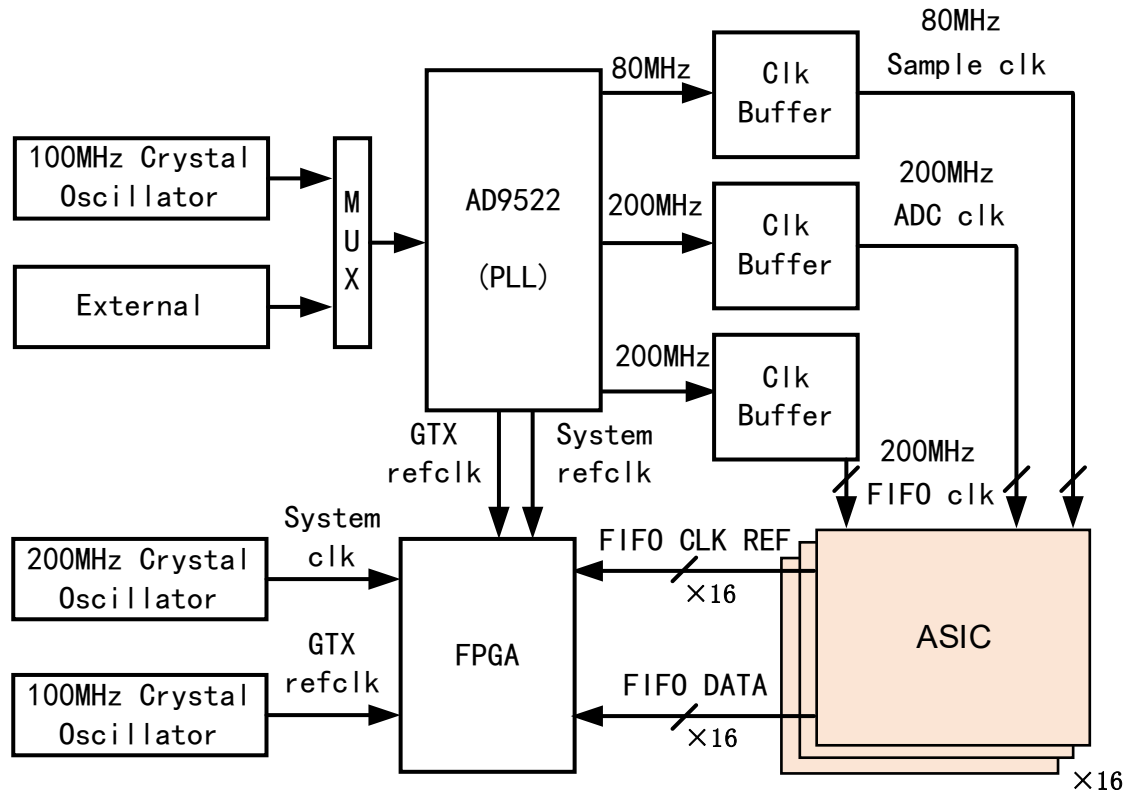 80MHz
Sample clk
80MHz
Clk
Buffer
100MHz Crystal
Oscillator
MUX
AD9522
(PLL)
200MHz
Clk
Buffer
200MHz
ADC clk
External
200MHz
Clk
Buffer
GTX
refclk
System
refclk
200MHz
FIFO clk
200MHz Crystal
Oscillator
System
clk
FIFO CLK REF
×16
FPGA
ASIC
100MHz Crystal
Oscillator
GTX
refclk
FIFO DATA
×16
×16